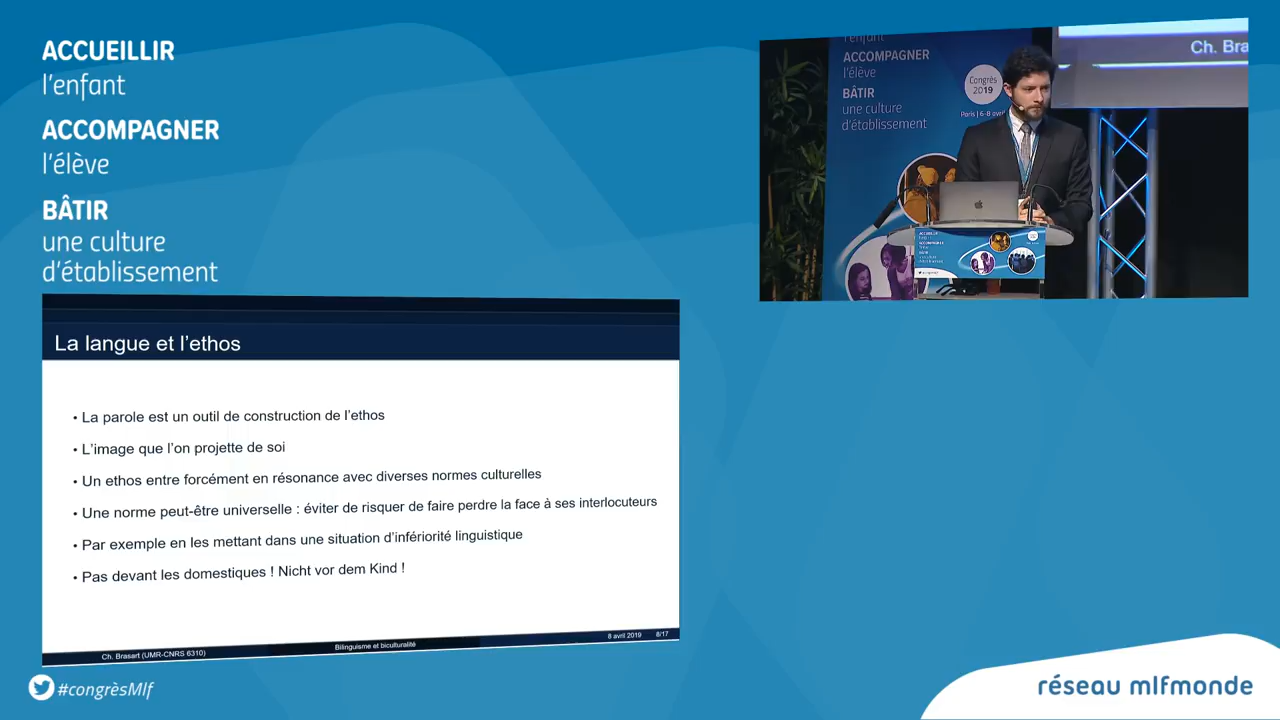 ACCUEILLIR
l'enfant
ACCOMPAGNER
l'élève
BÂTIR
une culture
d'établissement
La langue et l'ethos
• La parole est un outil de construction de l'ethos
• L'image que l'on projette de soi
• Un ethos entre forcément en résonance avec diverses normes culturelles
• Une norme peut-être universelle : éviter de risquer de faire perdre la face à ses interlocuteurs
• Par exemple en les mettant dans une situation d'infériorité linguistique
• Pas devant les domestiques ! Nicht vor dem Kind !
Ch. Brasart (UMR-CNRS 6310)
Bilinguisme et biculturalité
8 avril 2019
8/17
#congrèsMlf
réseau mlfmonde
l'enfant
ACCOMPAGNER
l'élève
BÂTIR
une culture
d'établissement
Congrès
2019
Paris | 6-8 avril
Ch. Bra